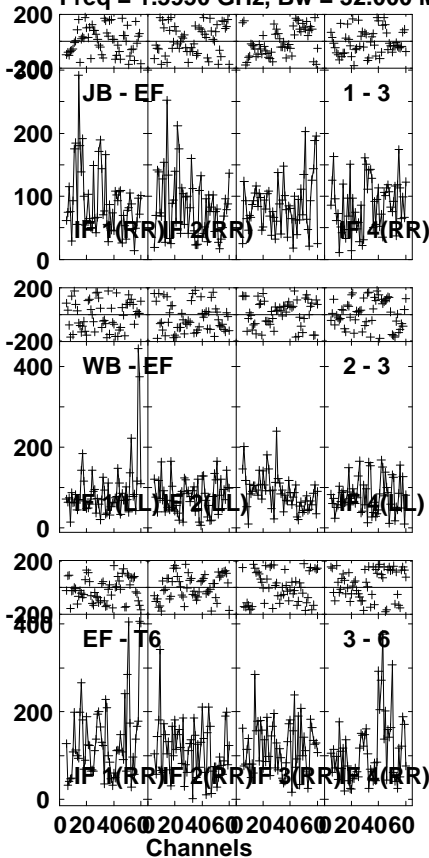 Freq = 1.5950 GHz, Bw = 32.000 M
200
-200
300
JB - EF
1 - 3
200
100
IF 1(RR)
IF 2(RR)
IF 4(RR)
0
200
-200
400
WB - EF
2 - 3
200
IF 1(LL)
IF 2(LL)
IF 4(LL)
0
200
-200
400
EF - T6
3 - 6
200
IF 1(RR)
IF 2(RR)
IF 3(RR)
IF 4(RR)
0
0 20 40 60 0 20 40 60 0 20 40 60 0 20 40 60
Channels